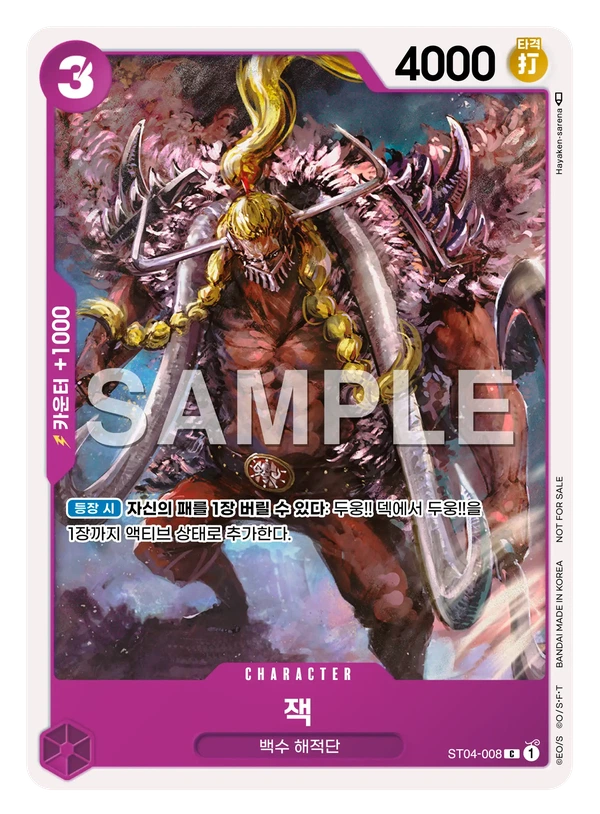 3
4000
타격
打
Hayaken-sarena
카운터 +1000
SAMPLE
등장 시 자신의 패를 1장 버릴 수 있다: 두웅!! 덱에서 두웅!!을
1장까지 액티브 상태로 추가한다.
CHARACTER
잭
백수 해적단
ST04-008 C 1
©EO/S ©O/S·F·T BANDAI MADE IN KOREA NOT FOR SALE